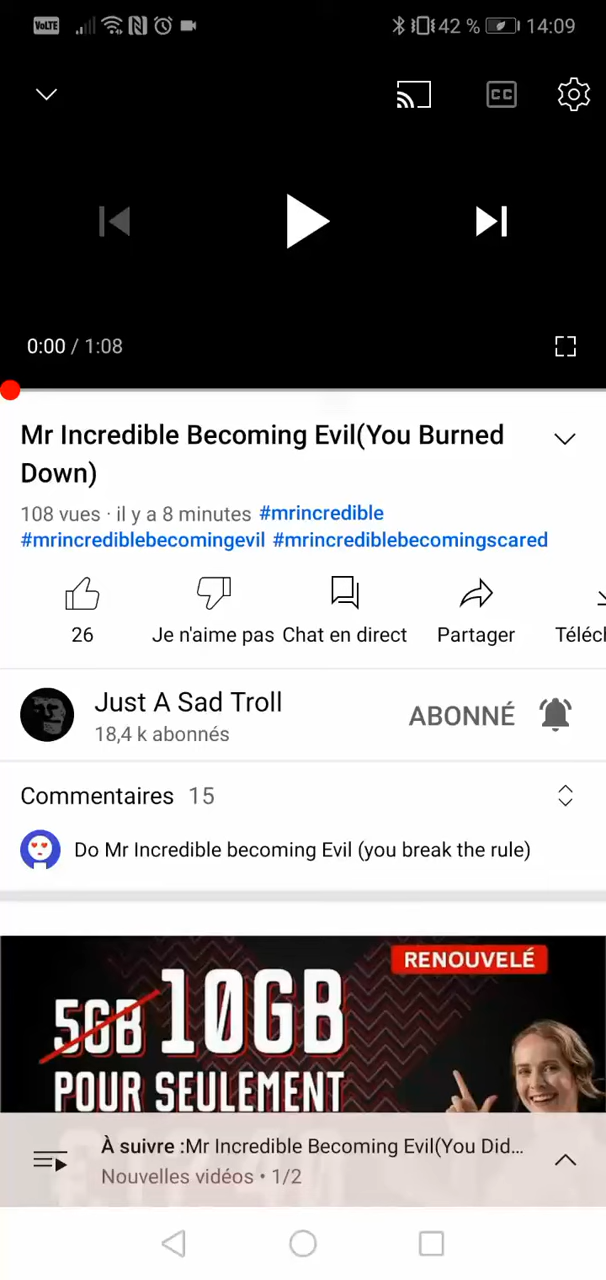 VoLTE 42 % 14:09
CC
0:00 / 1:08
Mr Incredible Becoming Evil(You Burned
Down)
108 vues · il y a 8 minutes #mrincredible
#mrincrediblebecomingevil #mrincrediblebecomingscared
26 Je n'aime pas Chat en direct Partager Téléch
Just A Sad Troll
18,4 k abonnés
ABONNÉ
Commentaires 15
Do Mr Incredible becoming Evil (you break the rule)
RENOUVELÉ
5GB 10GB
POUR SEULEMENT
À suivre :Mr Incredible Becoming Evil(You Did...
Nouvelles vidéos • 1/2